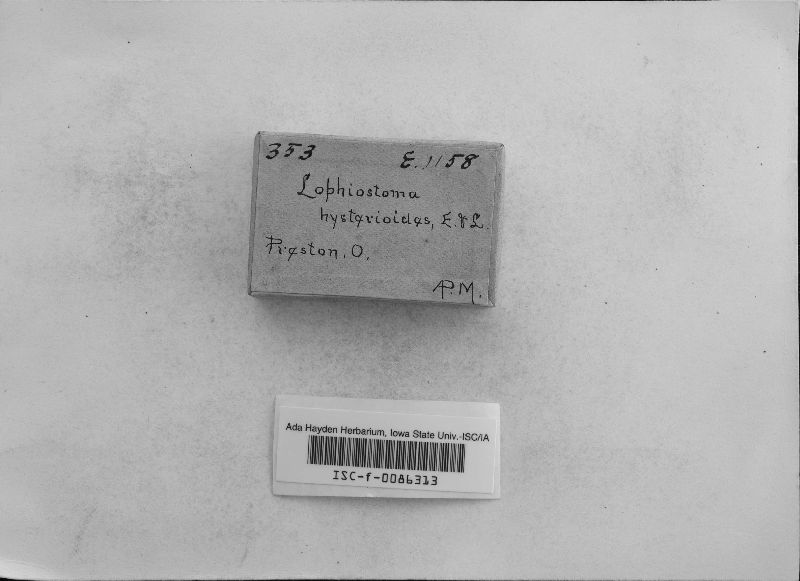 353 E. 1158
Lophiostoma
hysterioides, E. & L.
Preston, O.
A.P.M.
Ada Hayden Herbarium, Iowa State Univ.-ISC/IA
ISC-f-0086313